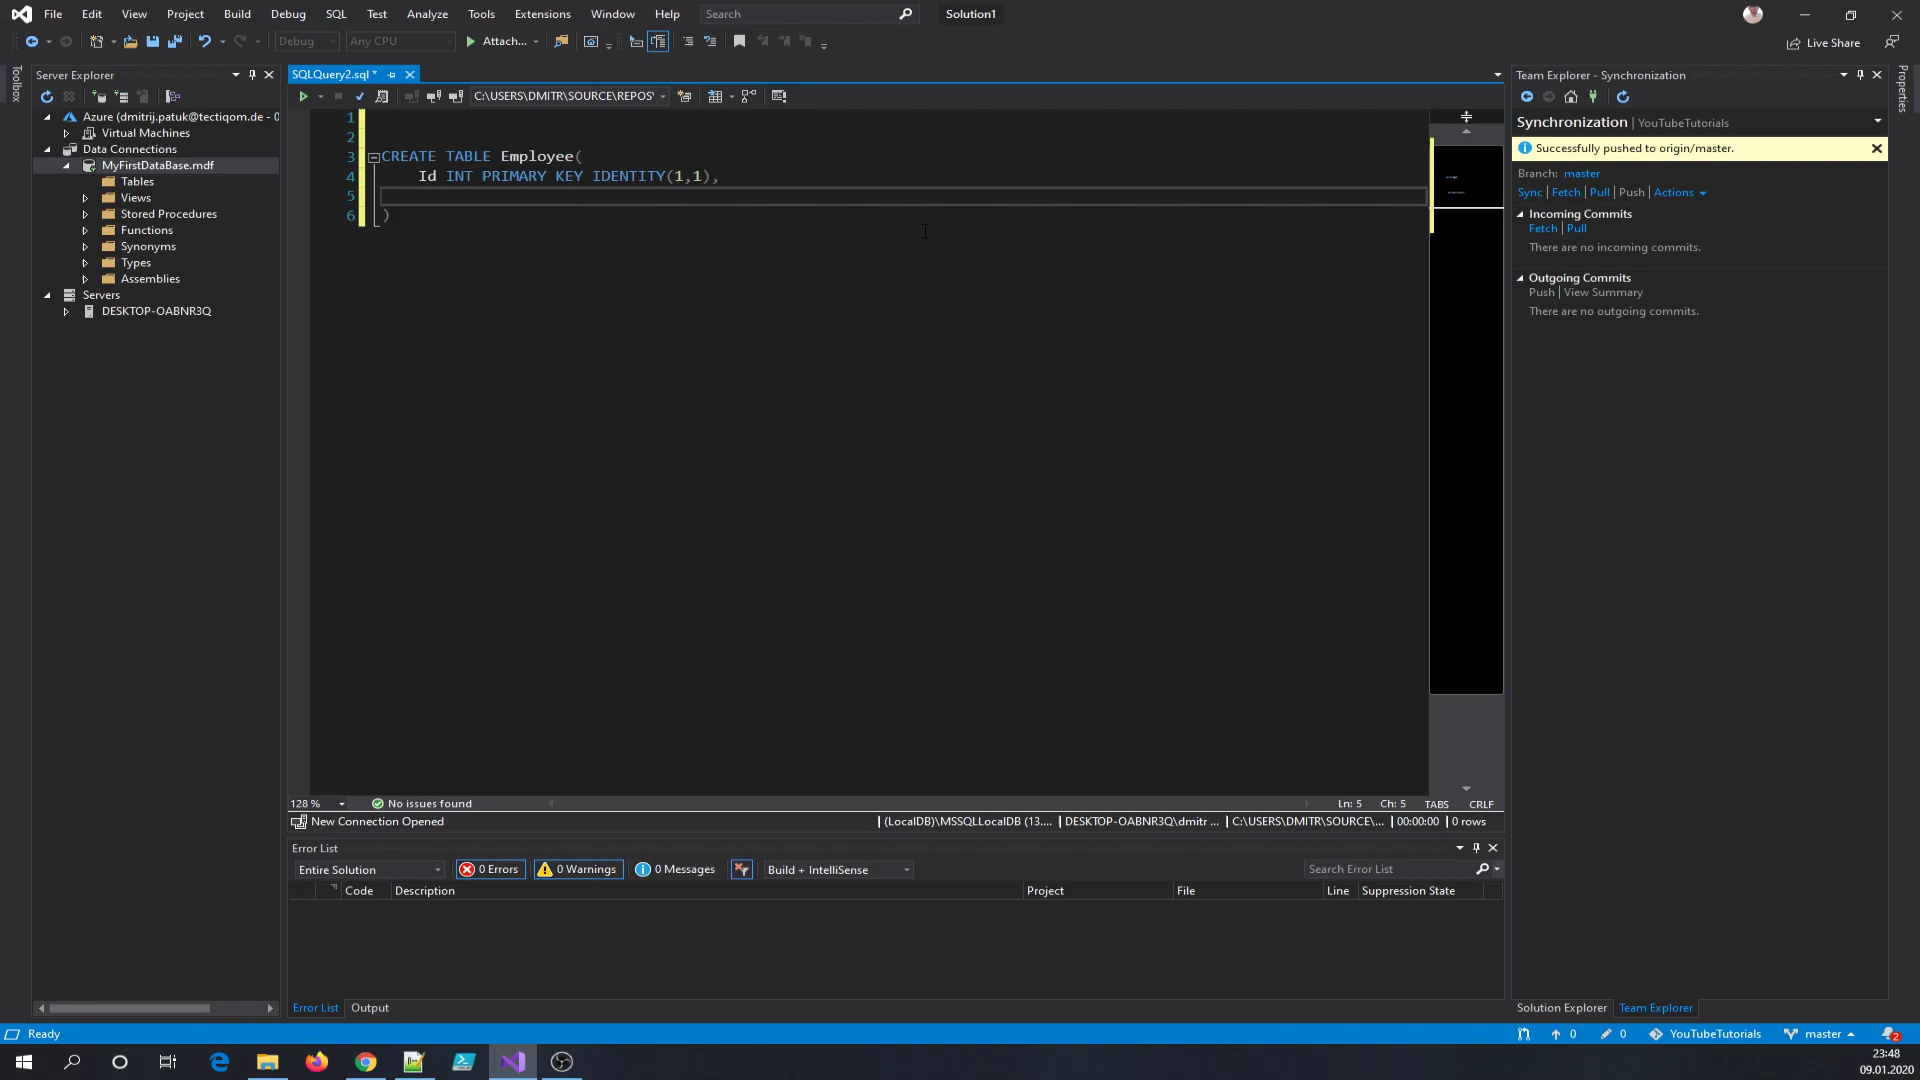 File Edit View Project Build Debug SQL Test Analyze Tools Extensions Window Help Search Solution1
Debug Any CPU Attach... Live Share
Toolbox
Server Explorer
Azure (dmitrij.patuk@tectiqom.de - 0
Virtual Machines
Data Connections
MyFirstDataBase.mdf
Tables
Views
Stored Procedures
Functions
Synonyms
Types
Assemblies
Servers
DESKTOP-OABNR3Q
SQLQuery2.sql *
C:\USERS\DMITR\SOURCE\REPOS\
1
2
3 CREATE TABLE Employee(
4 Id INT PRIMARY KEY IDENTITY(1,1),
5
6 )
128 % No issues found Ln: 5 Ch: 5 TABS CRLF
New Connection Opened (LocalDB)\MSSQLLocalDB (13.... DESKTOP-OABNR3Q\dmitr ... C:\USERS\DMITR\SOURCE\... 00:00:00 0 rows
Error List
Entire Solution 0 Errors 0 Warnings 0 Messages Build + IntelliSense Search Error List
Code Description Project File Line Suppression State
Error List Output
Team Explorer - Synchronization
Synchronization | YouTubeTutorials
Successfully pushed to origin/master.
Branch: master
Sync | Fetch | Pull | Push | Actions
Incoming Commits
Fetch | Pull
There are no incoming commits.
Outgoing Commits
Push | View Summary
There are no outgoing commits.
Solution Explorer Team Explorer
Properties
Ready 0 0 YouTubeTutorials master 2
23:48
09.01.2020